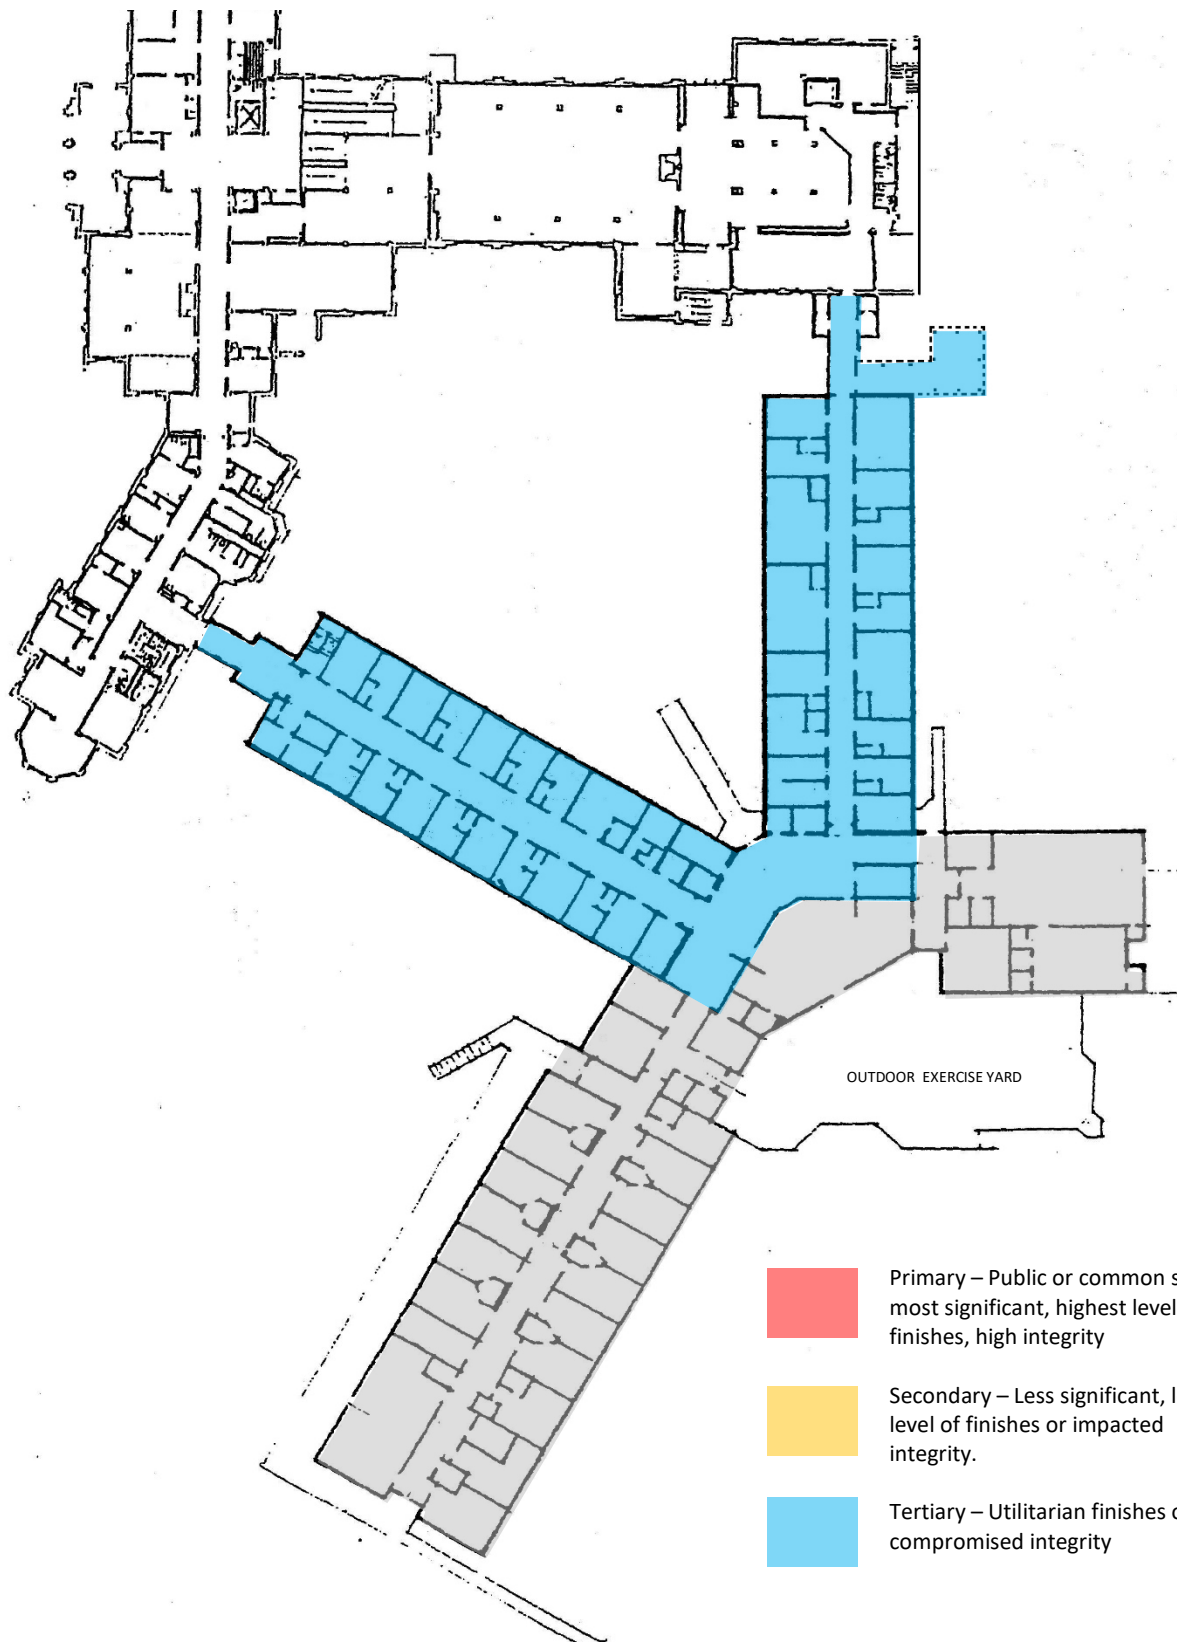 OUTDOOR EXERCISE YARD
Primary – Public or common
most significant, highest level
finishes, high integrity
Secondary – Less significant,
level of finishes or impacted
integrity.
Tertiary – Utilitarian finishes
compromised integrity